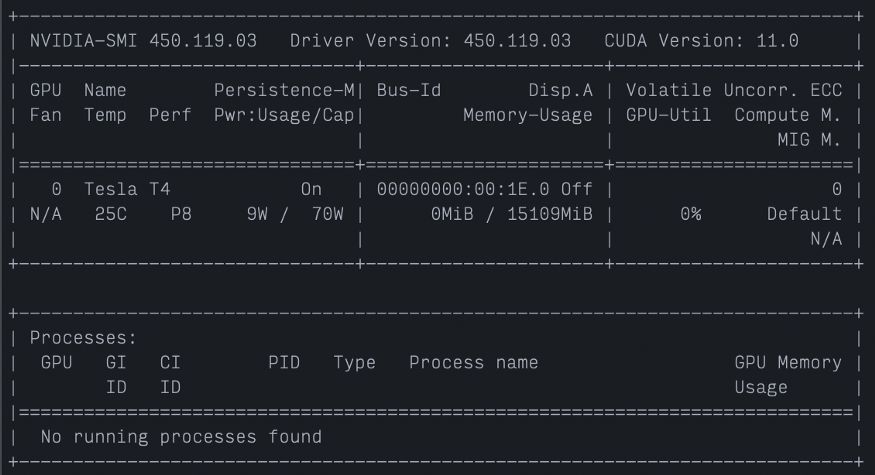 +-----------------------------------------------------------------------------+
| NVIDIA-SMI 450.119.03   Driver Version: 450.119.03   CUDA Version: 11.0     |
|-------------------------------+----------------------+----------------------+
| GPU  Name        Persistence-M| Bus-Id        Disp.A | Volatile Uncorr. ECC |
| Fan  Temp  Perf  Pwr:Usage/Cap|         Memory-Usage | GPU-Util  Compute M. |
|                               |                      |               MIG M. |
|===============================+======================+======================|
|   0  Tesla T4            On   | 00000000:00:1E.0 Off |                    0 |
| N/A   25C    P8     9W /  70W |      0MiB / 15109MiB |      0%      Default |
|                               |                      |                  N/A |
+-------------------------------+----------------------+----------------------+

+-----------------------------------------------------------------------------+
| Processes:                                                                  |
|  GPU   GI   CI        PID   Type   Process name                  GPU Memory |
|        ID   ID                                                   Usage      |
|=============================================================================|
|  No running processes found                                                 |
+-----------------------------------------------------------------------------+